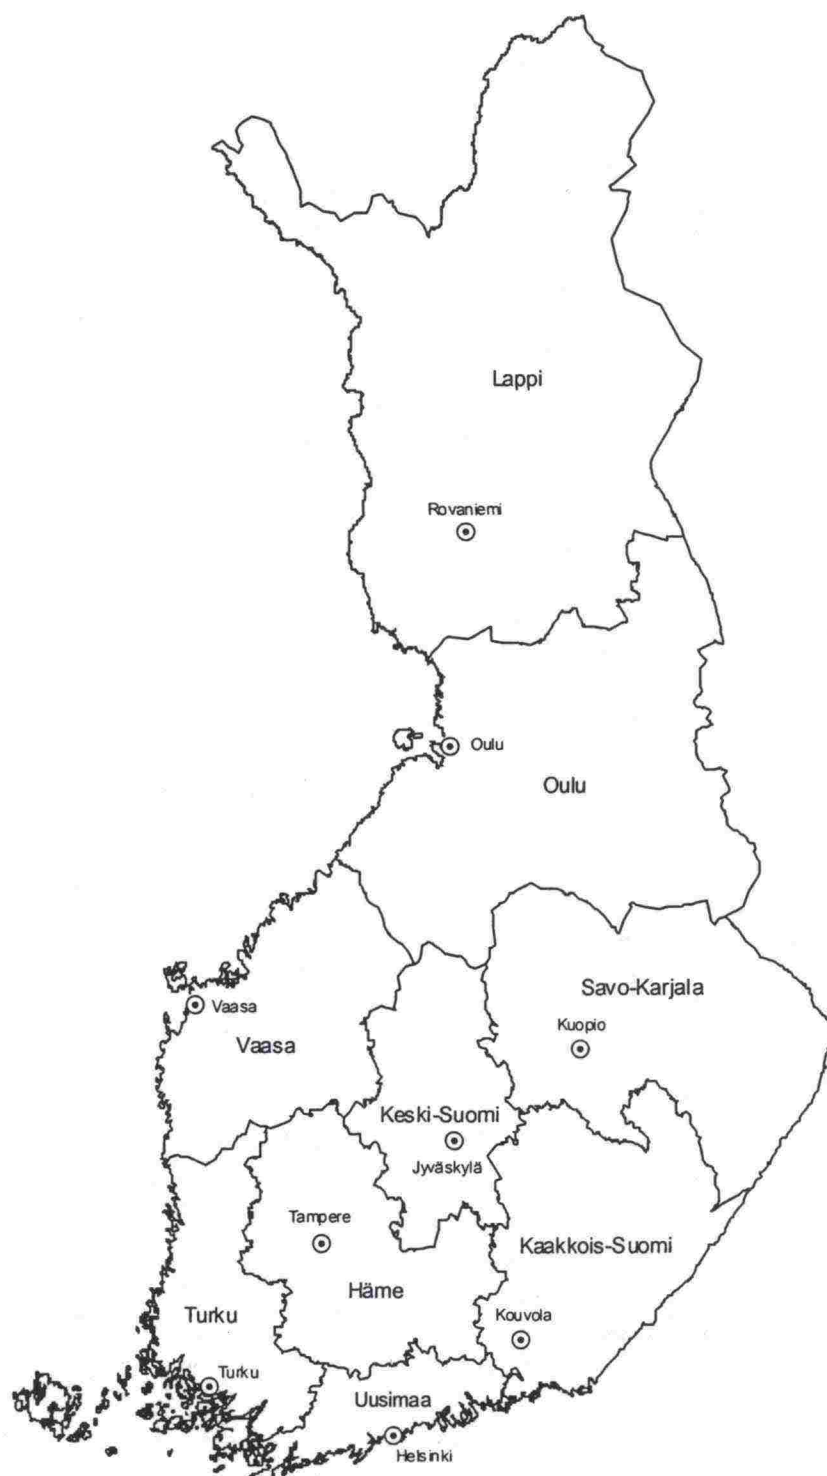 Lappi
Rovaniemi
Oulu
Oulu
Savo-Karjala
Vaasa
Kuopio
Vaasa
Keski-Suomi
Jyväskylä
Tampere
Kaakkois-Suomi
Häme
Turku
Kouvola
Turku
Uusimaa
Helsinki